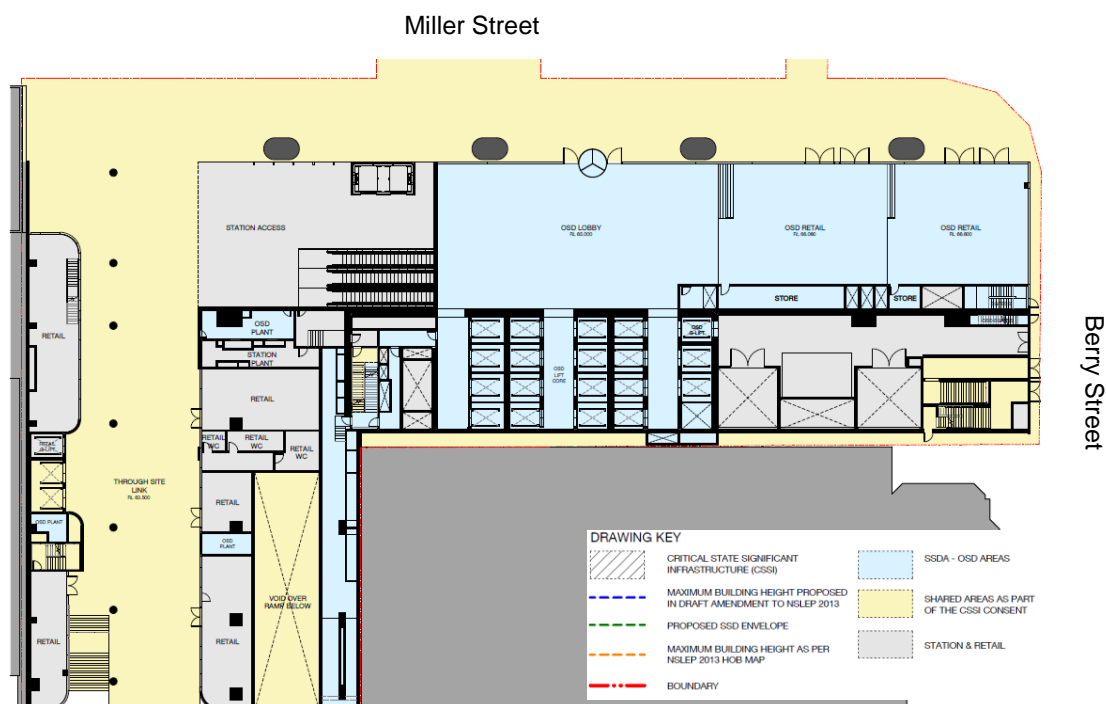 Miller Street
STATION ACCESS
OSD LOBBY
RL 60.000
OSD RETAIL
OSD RETAIL
STORE
STORE
OSD
PLANT
STATION
PLANT
RETAIL
RETAIL
OSD
LIFT
CORE
RETAIL
WC
RETAIL
WC
RETAIL
WC
THROUGH SITE
LINK
RETAIL
OSD PLANT
OSD
PLANT
VOID OVER
RAMP BELOW
RETAIL
RETAIL
Berry Street
DRAWING KEY
CRITICAL STATE SIGNIFICANT
INFRASTRUCTURE (CSSI)
MAXIMUM BUILDING HEIGHT PROPOSED
IN DRAFT AMENDMENT TO NSLEP 2013
PROPOSED SSD ENVELOPE
MAXIMUM BUILDING HEIGHT AS PER
NSLEP 2013 HOB MAP
BOUNDARY
SSDA - OSD AREAS
SHARED AREAS AS PART
OF THE CSSI CONSENT
STATION & RETAIL